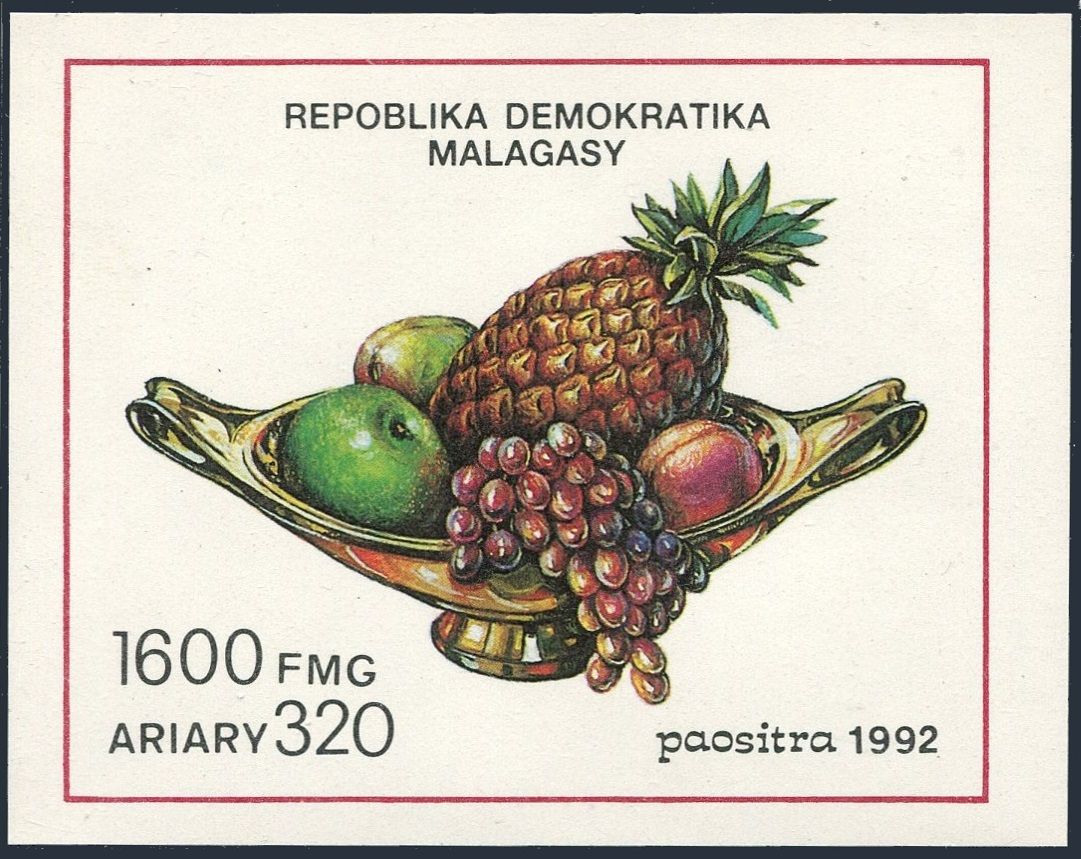 REPOBLIKA DEMOKRATIKA
MALAGASY
1600 FMG
ARIARY 320
paositra 1992